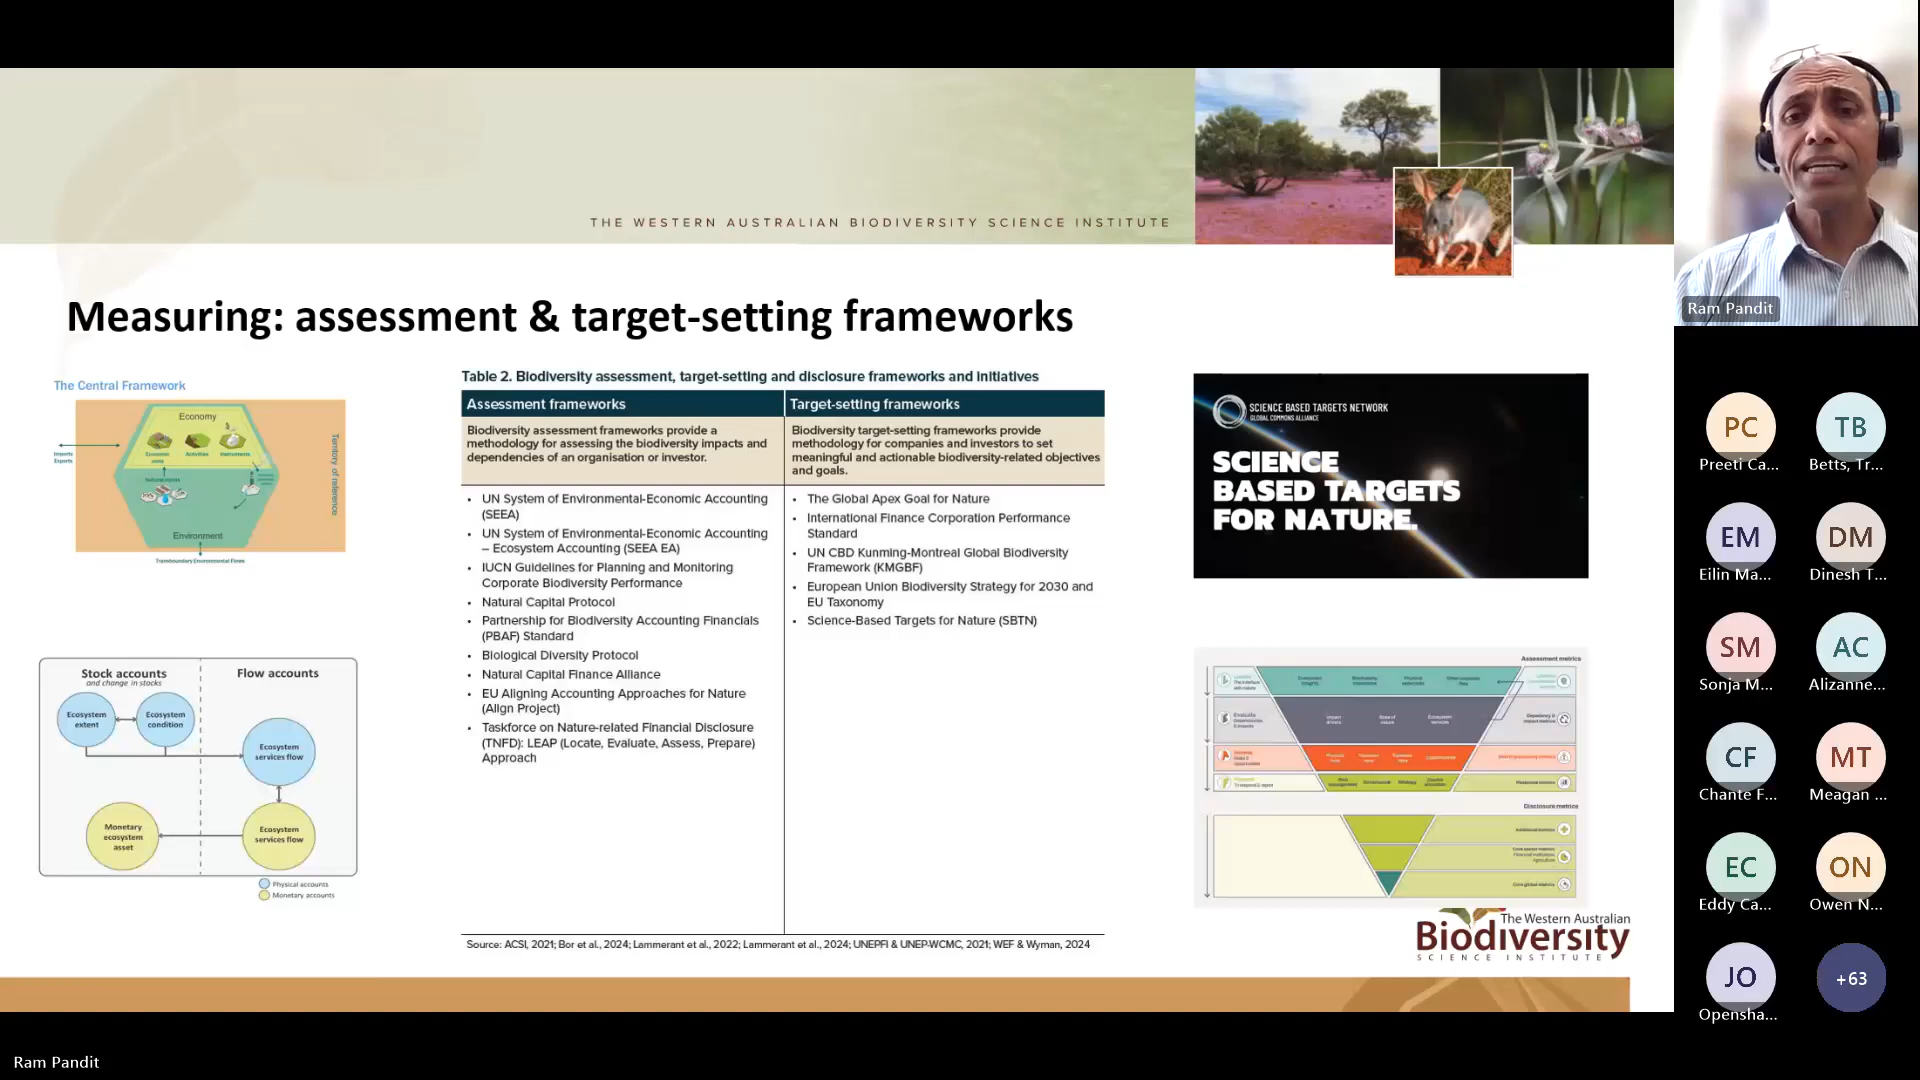 THE WESTERN AUSTRALIAN BIODIVERSITY SCIENCE INSTITUTE
Measuring: assessment & target-setting frameworks
The Central Framework
Economy
Activities
Environment
Territory of reference
Imports
Exports
Transboundary Environmental Flows
Stock accounts
and change in stocks
Flow accounts
Ecosystem
extent
Ecosystem
condition
Ecosystem
services flow
Monetary
ecosystem
asset
Ecosystem
services flow
Physical accounts
Monetary accounts
Table 2. Biodiversity assessment, target-setting and disclosure frameworks and initiatives
Assessment frameworks
Biodiversity assessment frameworks provide a
methodology for assessing the biodiversity impacts and
dependencies of an organisation or investor.
• UN System of Environmental-Economic Accounting
(SEEA)
• UN System of Environmental-Economic Accounting
– Ecosystem Accounting (SEEA EA)
• IUCN Guidelines for Planning and Monitoring
Corporate Biodiversity Performance
• Natural Capital Protocol
• Partnership for Biodiversity Accounting Financials
(PBAF) Standard
• Biological Diversity Protocol
• Natural Capital Finance Alliance
• EU Aligning Accounting Approaches for Nature
(Align Project)
• Taskforce on Nature-related Financial Disclosure
(TNFD): LEAP (Locate, Evaluate, Assess, Prepare)
Approach
Target-setting frameworks
Biodiversity target-setting frameworks provide
methodology for companies and investors to set
meaningful and actionable biodiversity-related objectives
and goals.
• The Global Apex Goal for Nature
• International Finance Corporation Performance
Standard
• UN CBD Kunming-Montreal Global Biodiversity
Framework (KMGBF)
• European Union Biodiversity Strategy for 2030 and
EU Taxonomy
• Science-Based Targets for Nature (SBTN)
Source: ACSI, 2021; Bor et al., 2024; Lammerant et al., 2022; Lammerant et al., 2024; UNEPFI & UNEP-WCMC, 2021; WEF & Wyman, 2024
SCIENCE BASED TARGETS NETWORK
GLOBAL COMMONS ALLIANCE
SCIENCE
BASED TARGETS
FOR NATURE.
Assessment metrics
Evaluate
Disclosure metrics
Core global metrics
The Western Australian
Biodiversity
SCIENCE INSTITUTE
Ram Pandit
PC
Preeti Ca...
TB
Betts, Tr...
EM
Eilin Ma...
DM
Dinesh T...
SM
Sonja M...
AC
Alizanne...
CF
Chante F...
MT
Meagan ...
EC
Eddy Ca...
ON
Owen N...
JO
Opensha...
+63
Ram Pandit